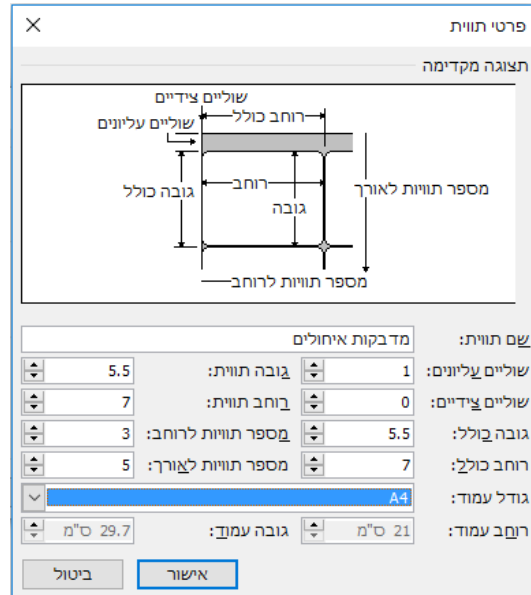 פרטי תווית
תצוגה מקדימה
שוליים צידיים
רוחב כולל
שוליים עליונים
רוחב
גובה כולל
גובה
מספר תוויות לאורך
מספר תוויות לרוחב
שם תווית: מדבקות איחולים
שוליים עליונים: 1 גובה תווית: 5.5
שוליים צידיים: 0 רוחב תווית: 7
גובה כולל: 5.5 מספר תוויות לרוחב: 3
רוחב כולל: 7 מספר תוויות לאורך: 5
גודל עמוד: A4
רוחב עמוד: 21 ס"מ גובה עמוד: 29.7 ס"מ
אישור ביטול